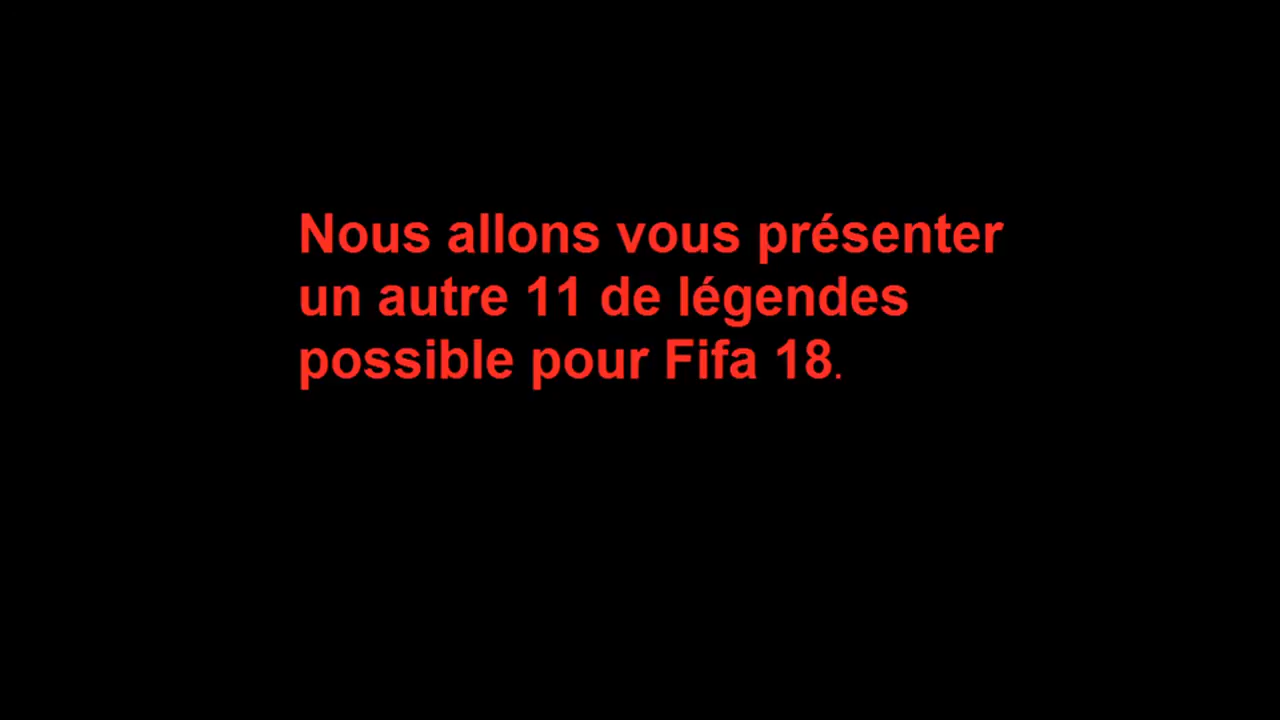 Nous allons vous présenter
un autre 11 de légendes
possible pour Fifa 18.